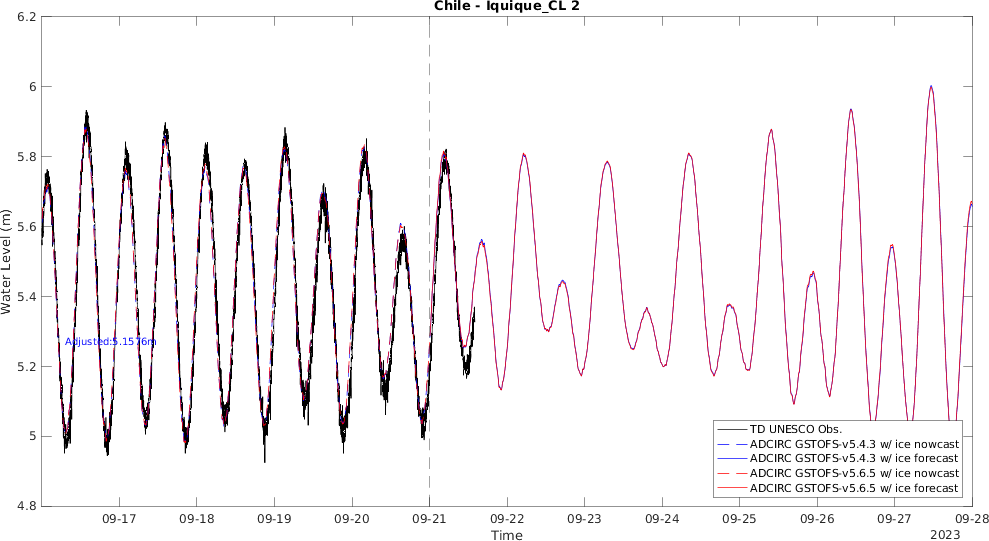 Chile - Iquique_CL 2
6.2
6
5.8
5.6
5.4
5.2
5
4.8
Water Level (m)
Adjusted:5.1576m
TD UNESCO Obs.
ADCIRC GSTOFS-v5.4.3 w/ ice nowcast
ADCIRC GSTOFS-v5.4.3 w/ ice forecast
ADCIRC GSTOFS-v5.6.5 w/ ice nowcast
ADCIRC GSTOFS-v5.6.5 w/ ice forecast
09-17 09-18 09-19 09-20 09-21 09-22 09-23 09-24 09-25 09-26 09-27 09-28
Time
2023